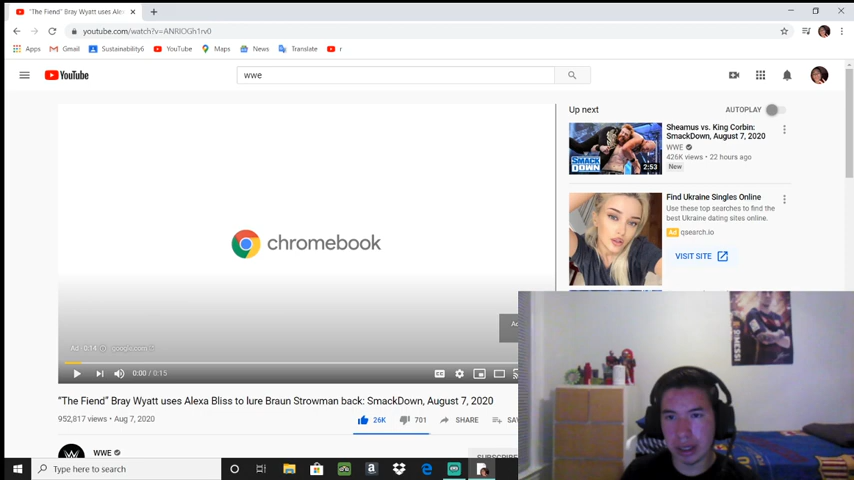 "The Fiend" Bray Wyatt uses Alex
youtube.com/watch?v=ANRIOGh1rv0
Apps Gmail Sustainability6 YouTube Maps News Translate r
YouTube
wwe
Up next AUTOPLAY
Sheamus vs. King Corbin:
SmackDown, August 7, 2020
WWE
426K views • 22 hours ago
New
SMACK
DOWN
2:53
Find Ukraine Singles Online
Use these top searches to find the
best Ukraine dating sites online.
Ad qsearch.io
VISIT SITE
chromebook
Ad · 0:14 google.com
0:00 / 0:15
"The Fiend" Bray Wyatt uses Alexa Bliss to lure Braun Strowman back: SmackDown, August 7, 2020
952,817 views • Aug 7, 2020
26K 701 SHARE SAV
WWE
SUBSCRIBE
MESSI
Type here to search